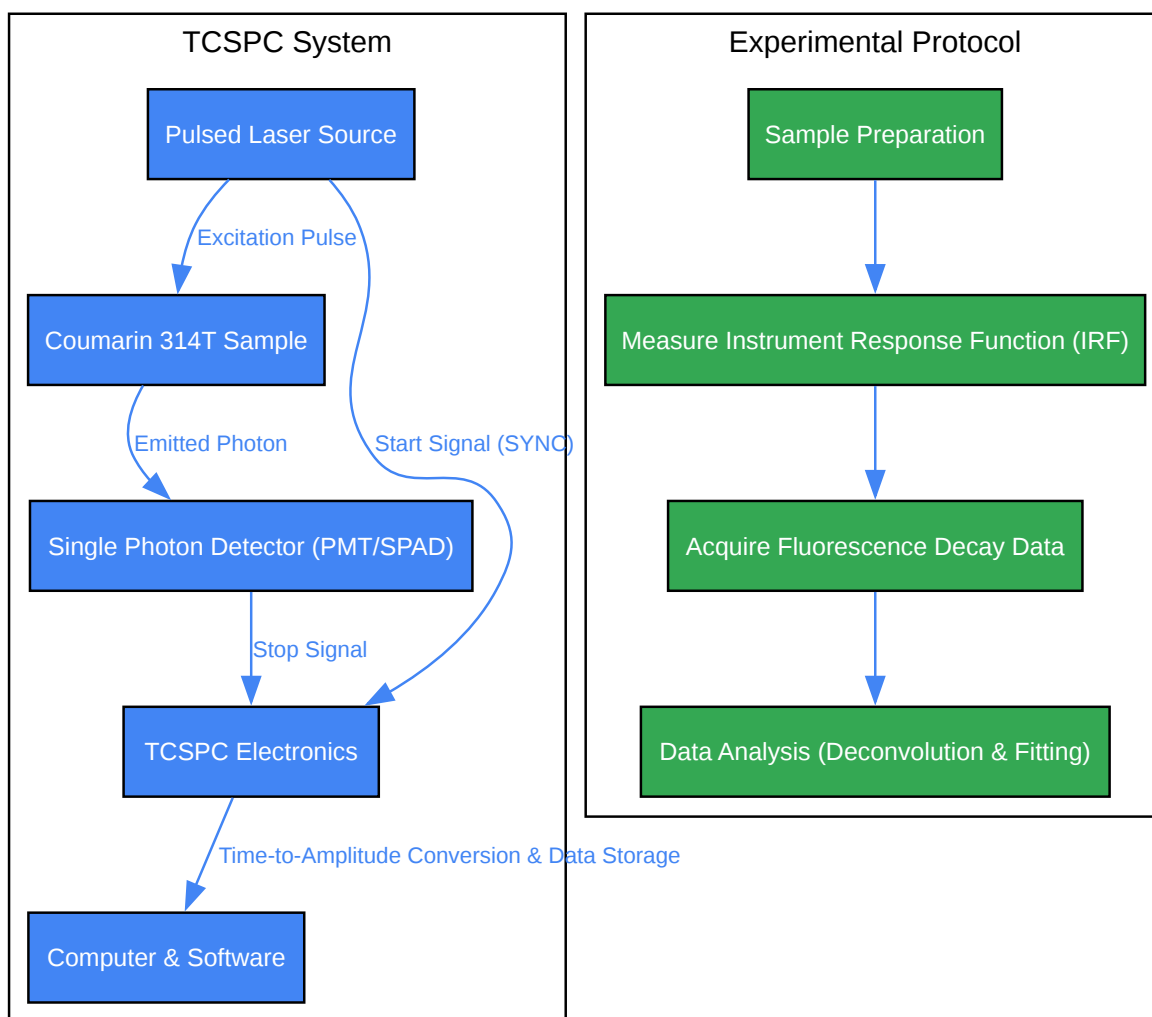 TCSPC System
Pulsed Laser Source
Excitation Pulse
Coumarin 314T Sample
Emitted Photon
Start Signal (SYNC)
Single Photon Detector (PMT/SPAD)
Stop Signal
TCSPC Electronics
Time-to-Amplitude Conversion & Data Storage
Computer & Software
Experimental Protocol
Sample Preparation
Measure Instrument Response Function (IRF)
Acquire Fluorescence Decay Data
Data Analysis (Deconvolution & Fitting)